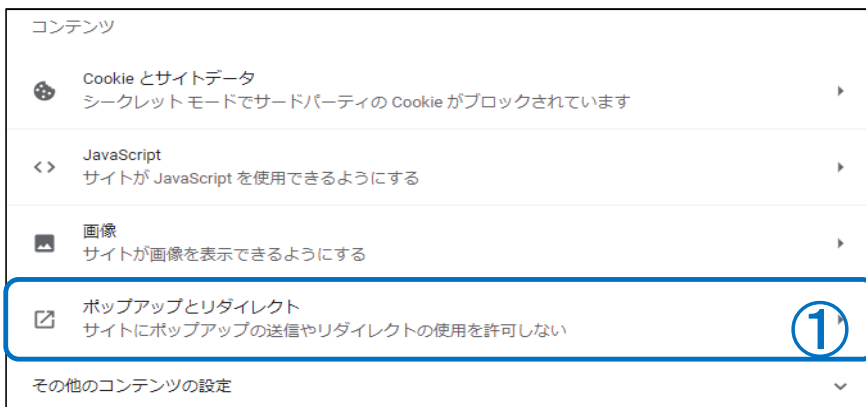 コンテンツ
Cookie とサイトデータ
シークレット モードでサードパーティの Cookie がブロックされています
JavaScript
サイトが JavaScript を使用できるようにする
画像
サイトが画像を表示できるようにする
ポップアップとリダイレクト
サイトにポップアップの送信やリダイレクトの使用を許可しない
①
その他のコンテンツの設定